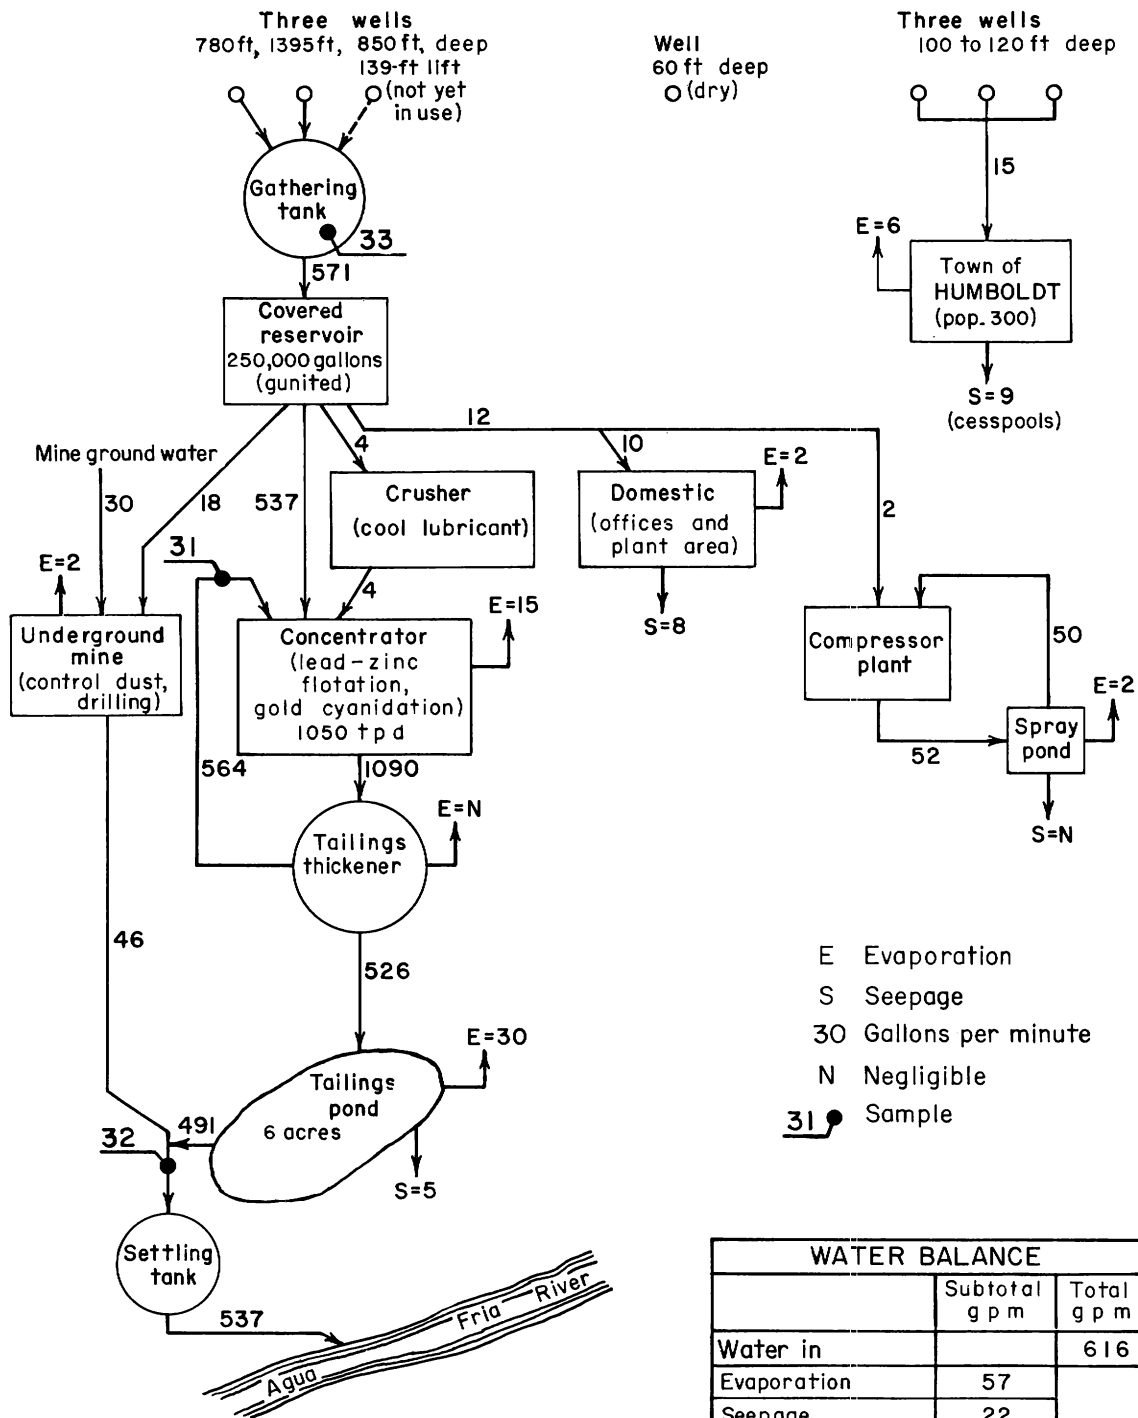 Three wells
780ft, 1395ft, 850ft, deep
139-ft lift
(not yet
in use)
Well
60 ft deep
(dry)
Three wells
100 to 120 ft deep
Gathering
tank
33
571
15
E=6
Town of
HUMBOLDT
(pop. 300)
S=9
(cesspools)
Covered
reservoir
250,000 gallons
(gunited)
12
4
10
Mine ground water
30
18
537
Crusher
(cool lubricant)
Domestic
(offices and
plant area)
E=2
2
31
E=2
4
E=15
S=8
50
Underground
mine
(control dust,
drilling)
Concentrator
(lead-zinc
flotation,
gold cyanidation)
1050 tpd
Compressor
plant
E=2
Spray
pond
52
564
1090
E=N
S=N
Tailings
thickener
46
526
E Evaporation
S Seepage
30 Gallons per minute
N Negligible
31 Sample
E=30
Tailings
pond
6 acres
491
32
S=5
Settling
tank
537
Agua Fria River
WATER BALANCE
Subtotal
gpm
Total
gpm
Water in 616
Evaporation 57
Seepage 22